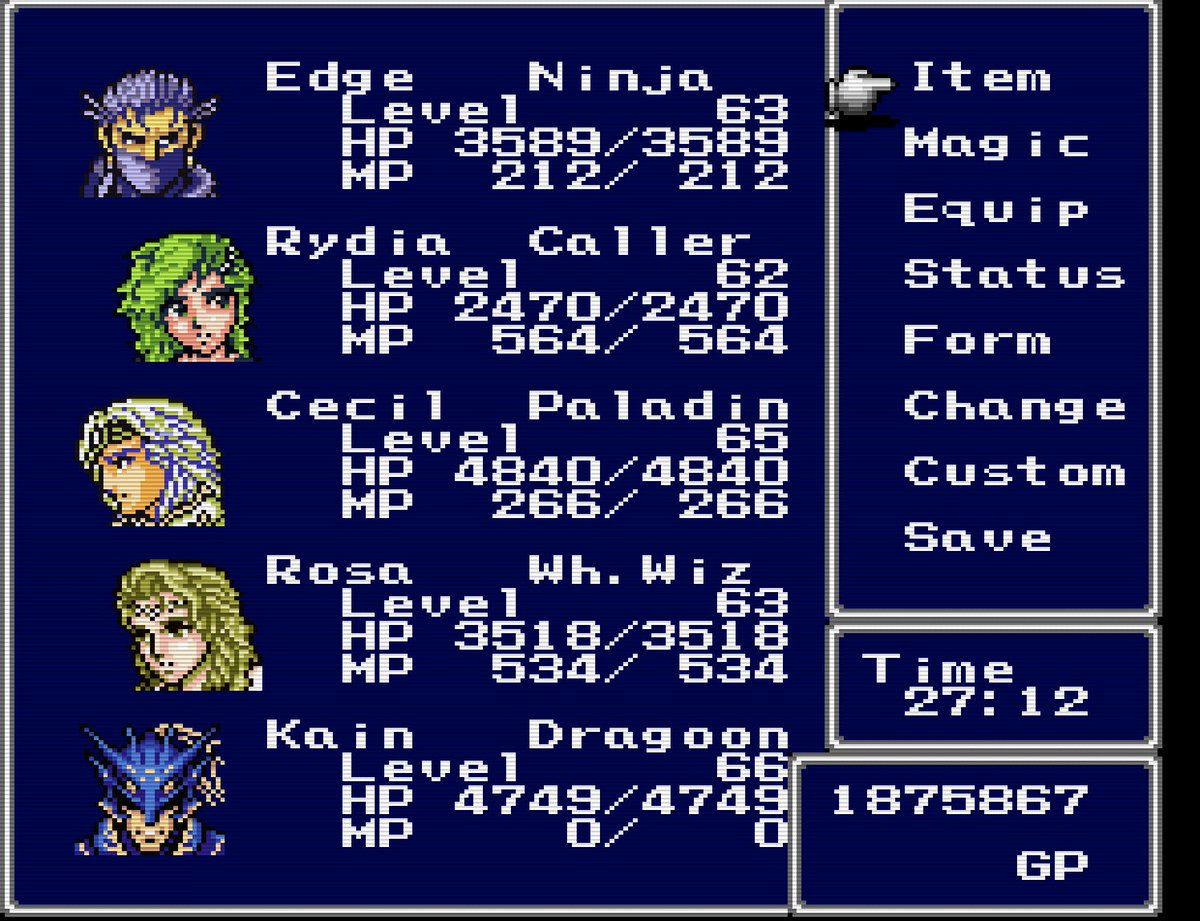 Edge Ninja
Level 63
HP 3589/3589
MP 212/ 212
Rydia Caller
Level 62
HP 2470/2470
MP 564/ 564
Cecil Paladin
Level 65
HP 4840/4840
MP 266/ 266
Rosa Wh.Wiz
Level 63
HP 3518/3518
MP 534/ 534
Kain Dragoon
Level 66
HP 4749/4749
MP 0/ 0
Item
Magic
Equip
Status
Form
Change
Custom
Save
Time
27:12
1875867
GP